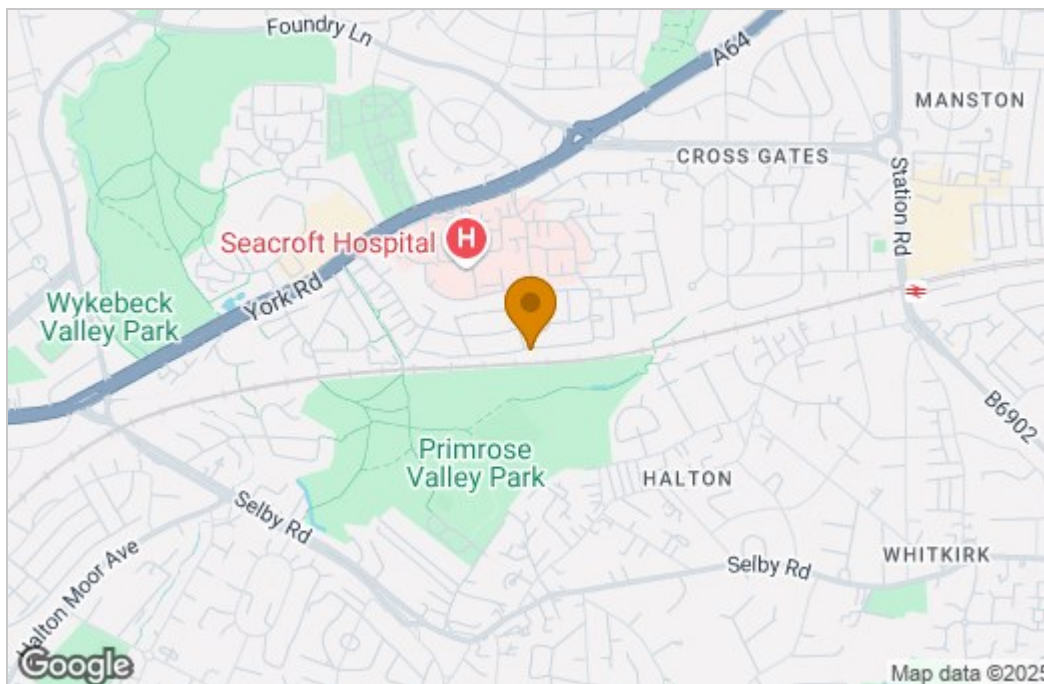 Foundry Ln
A64
MANSTON
CROSS GATES
Station Rd
Seacroft Hospital
H
Wykebeck
Valley Park
York Rd
B6902
Primrose
Valley Park
HALTON
Selby Rd
Selby Rd
WHITKIRK
Halton Moor Ave
Google
Map data ©2025